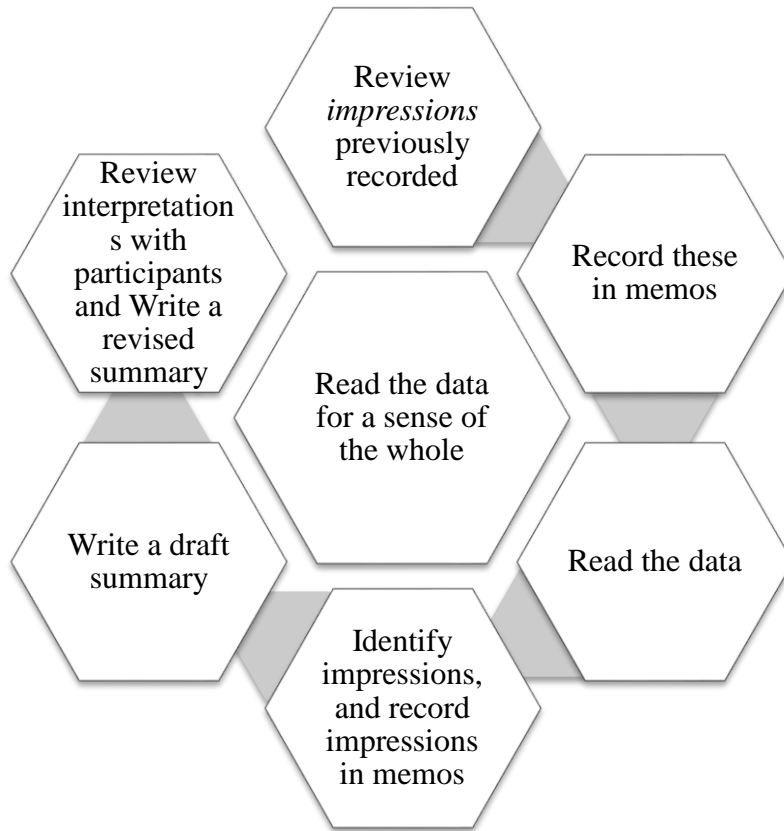 Review
impressions
previously
recorded
Record these
in memos
Read the data
Identify
impressions,
and record
impressions
in memos
Write a draft
summary
Review
interpretation
s with
participants
and Write a
revised
summary
Read the data
for a sense of
the whole